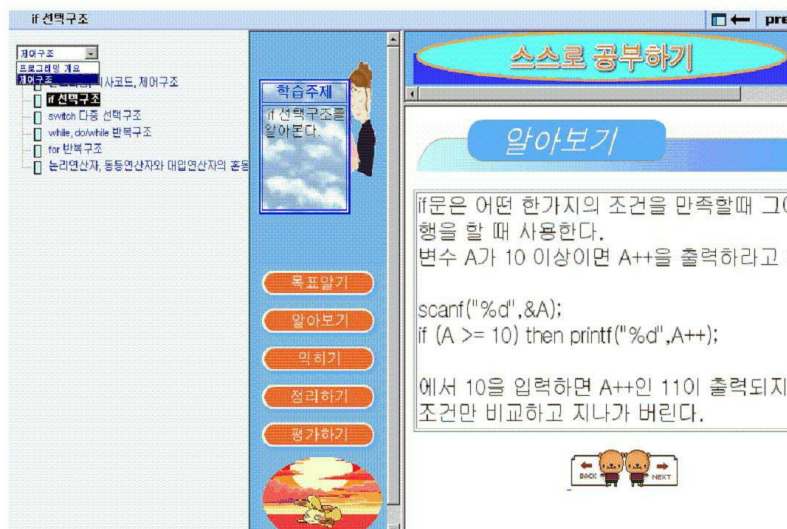 if 선택구조
pre
제어구조
프로그래밍 개요
제어구조
제어구조
if 선택구조
switch 다중 선택구조
while, do/while 반복구조
for 반복구조
논리연산자, 동등연산자와 대입연산자의 혼동
학습주제
if 선택구조를
알아본다.
목표알기
알아보기
익히기
정리하기
평가하기
스스로 공부하기
알아보기
if문은 어떤 한가지의 조건을 만족할때
행을 할 때 사용한다.
변수 A가 10 이상이면 A++을 출력하라고
scanf("%d",&A);
if (A >= 10) then printf("%d",A++);
에서 10을 입력하면 A++인 11이 출력되지
조건만 비교하고 지나가 버린다.
BACK
NEXT